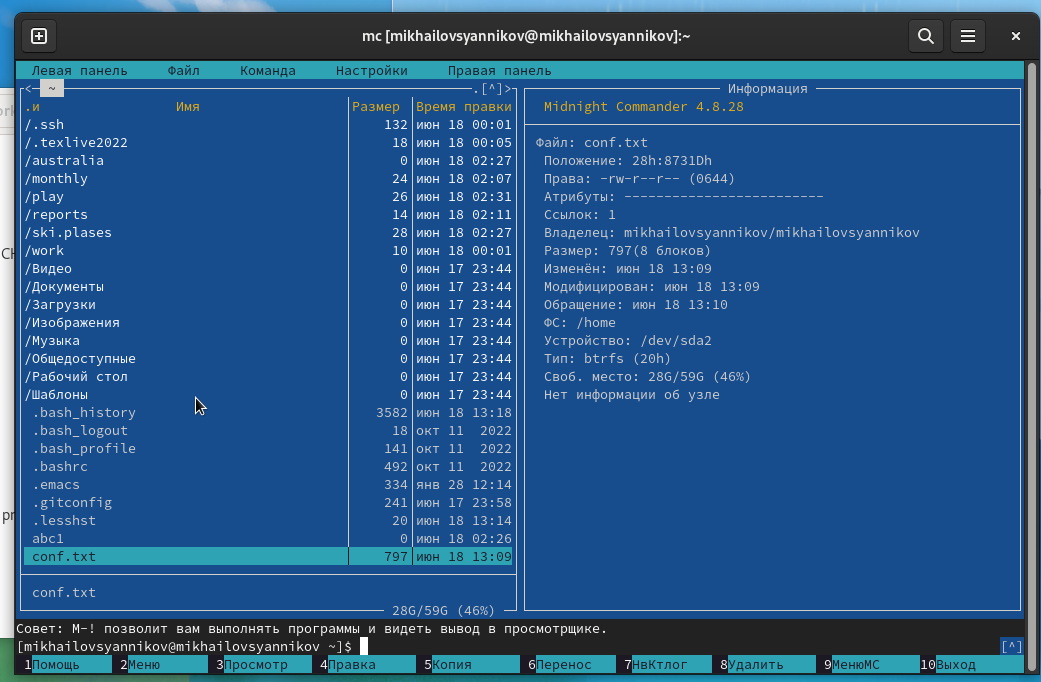 mc [mikhailovsyannikov@mikhailovsyannikov]:~
Левая панель Файл Команда Настройки Правая панель
<─ ~ .[^]>
.и Имя Размер Время правки
/.ssh 132 июн 18 00:01
/.texlive2022 18 июн 18 00:05
/australia 0 июн 18 02:27
/monthly 24 июн 18 02:07
/play 26 июн 18 02:31
/reports 14 июн 18 02:11
/ski.plases 28 июн 18 02:27
/work 10 июн 18 00:01
/Видео 0 июн 17 23:44
/Документы 0 июн 17 23:44
/Загрузки 0 июн 17 23:44
/Изображения 0 июн 17 23:44
/Музыка 0 июн 17 23:44
/Общедоступные 0 июн 17 23:44
/Рабочий стол 0 июн 17 23:44
/Шаблоны 0 июн 17 23:44
.bash_history 3582 июн 18 13:18
.bash_logout 18 окт 11 2022
.bash_profile 141 окт 11 2022
.bashrc 492 окт 11 2022
.emacs 334 янв 28 12:14
.gitconfig 241 июн 17 23:58
.lesshst 20 июн 18 13:14
abc1 0 июн 18 02:26
conf.txt 797 июн 18 13:09
conf.txt
28G/59G (46%)
Информация
Midnight Commander 4.8.28
Файл: conf.txt
Положение: 28h:8731Dh
Права: -rw-r--r-- (0644)
Атрибуты: -------------------------
Ссылок: 1
Владелец: mikhailovsyannikov/mikhailovsyannikov
Размер: 797(8 блоков)
Изменён: июн 18 13:09
Модифицирован: июн 18 13:09
Обращение: июн 18 13:10
ФС: /home
Устройство: /dev/sda2
Тип: btrfs (20h)
Своб. место: 28G/59G (46%)
Нет информации об узле
Совет: M-! позволит вам выполнять программы и видеть вывод в просмотрщике.
[mikhailovsyannikov@mikhailovsyannikov ~]$ [^]
1Помощь 2Меню 3Просмотр 4Правка 5Копия 6Перенос 7НвКтлог 8Удалить 9МенюMC 10Выход